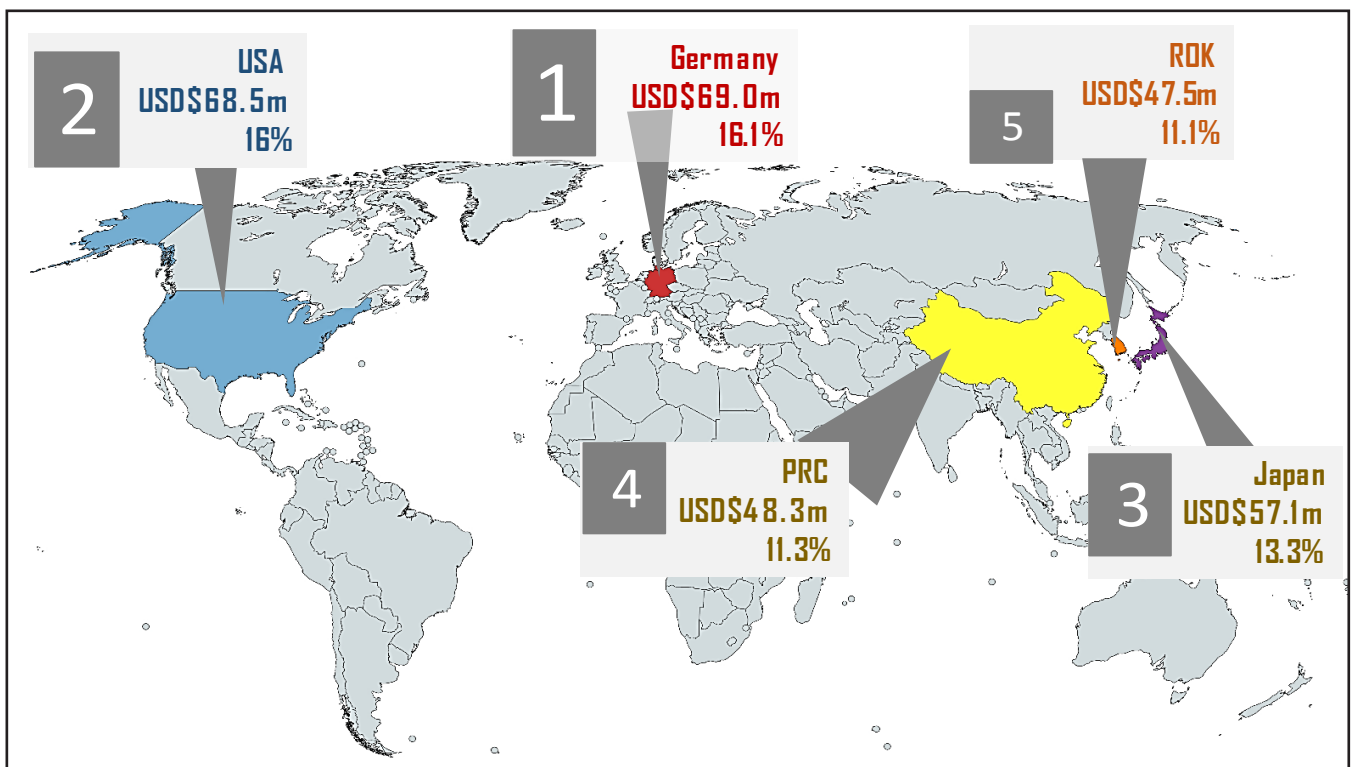 2
USA
USD$68.5m
16%
1
Germany
USD$69.0m
16.1%
5
ROK
USD$47.5m
11.1%
4
PRC
USD$48.3m
11.3%
3
Japan
USD$57.1m
13.3%